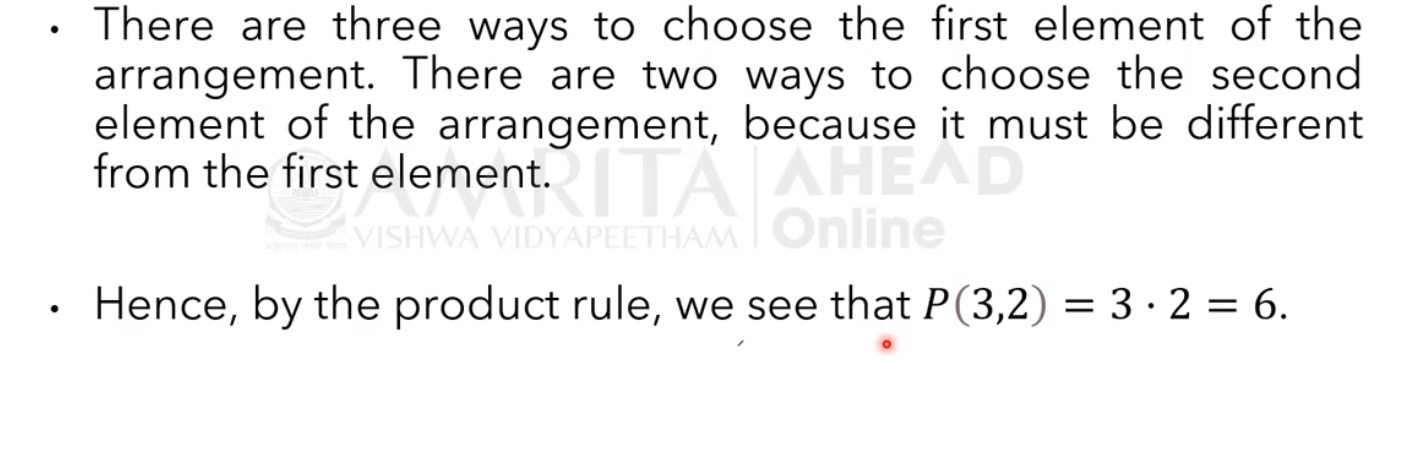 • There are three ways to choose the first element of the
arrangement. There are two ways to choose the second
element of the arrangement, because it must be different
from the first element.
AMRITA AHEAD
VISHWA VIDYAPEETHAM Online
• Hence, by the product rule, we see that P(3,2) = 3 · 2 = 6.